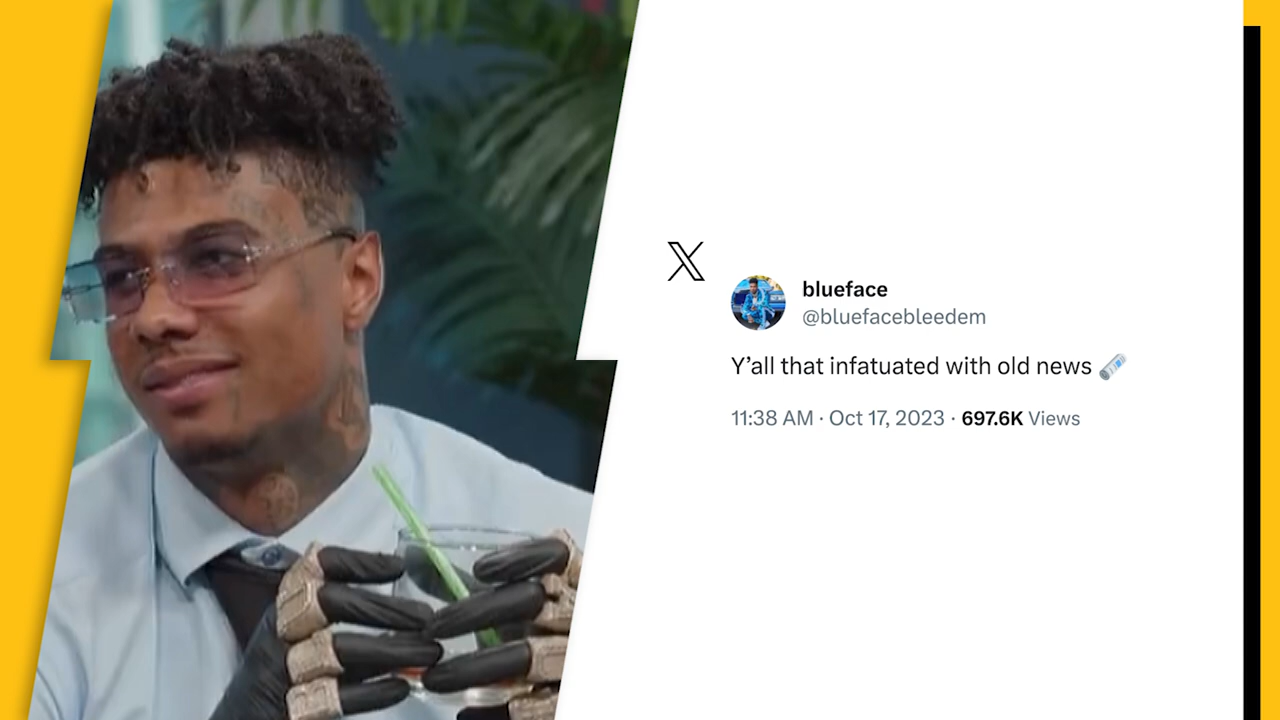 blueface
@bluefacebleedem
Y’all that infatuated with old news 🗞️
11:38 AM · Oct 17, 2023 · 697.6K Views